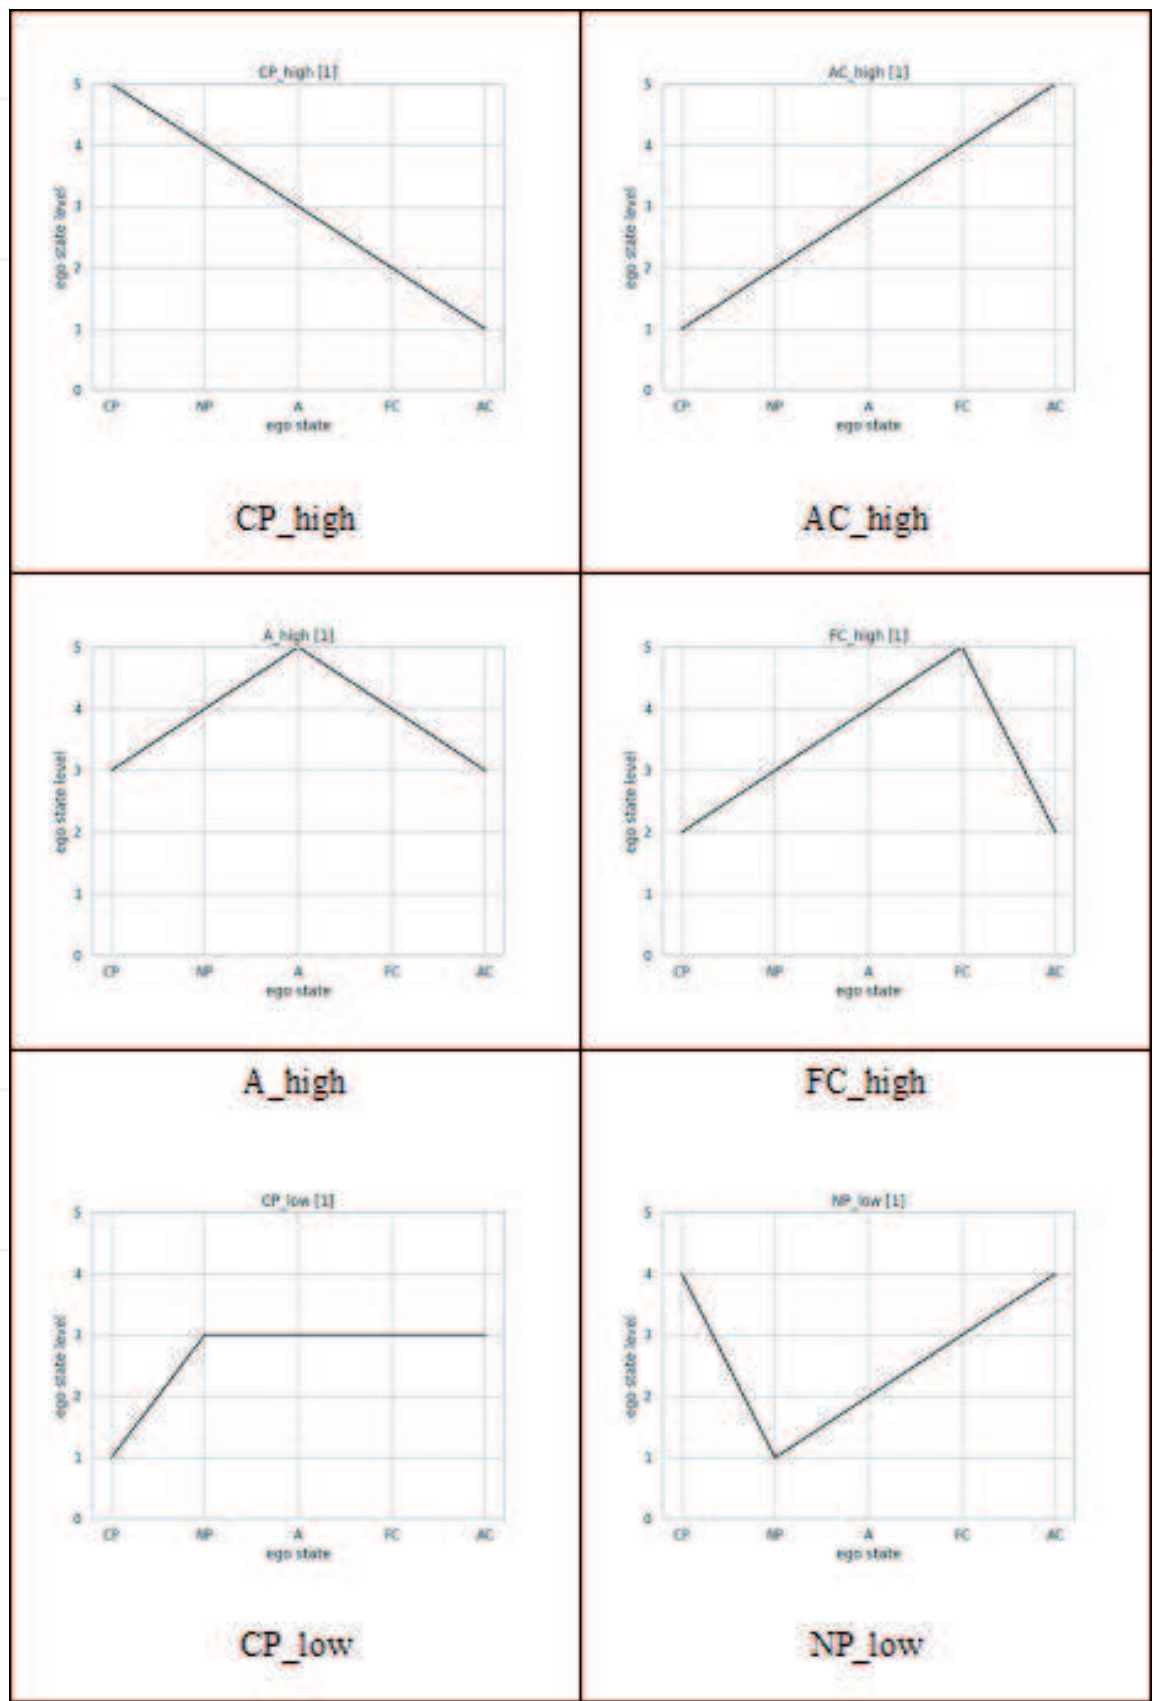 CP_high [1]
5
4
3
2
1
0
ego state level
CP NP A FC AC
ego state
CP_high
AC_high [1]
5
4
3
2
1
0
ego state level
CP NP A FC AC
ego state
AC_high
A_high [1]
5
4
3
2
1
0
ego state level
CP NP A FC AC
ego state
A_high
FC_high [1]
5
4
3
2
1
0
ego state level
CP NP A FC AC
ego state
FC_high
CP_low [1]
5
4
3
2
1
0
ego state level
CP NP A FC AC
ego state
CP_low
NP_low [1]
5
4
3
2
1
0
ego state level
CP NP A FC AC
ego state
NP_low